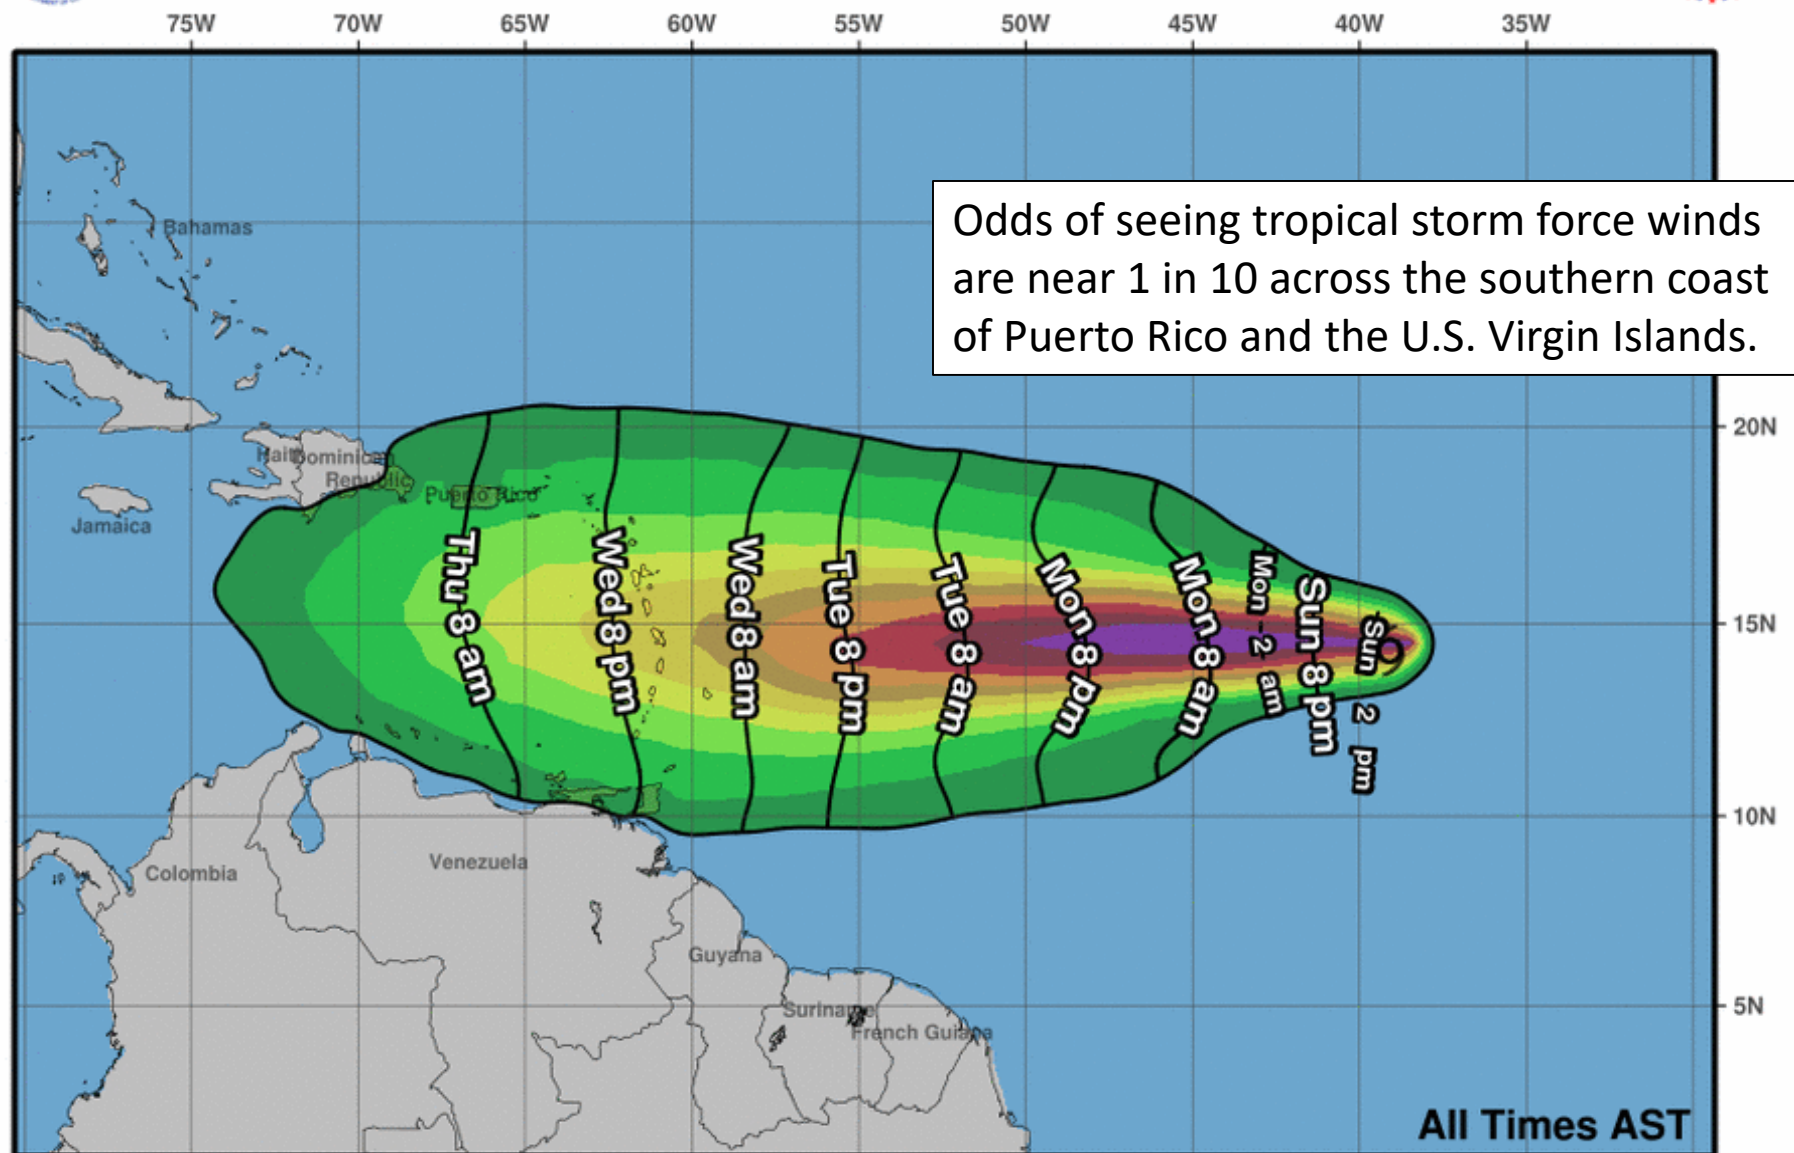 75W 70W 65W 60W 55W 50W 45W 40W 35W
Odds of seeing tropical storm force winds
are near 1 in 10 across the southern coast
of Puerto Rico and the U.S. Virgin Islands.
Bahamas
20N
Haiti
Dominican
Republic
Puerto Rico
Jamaica
Thu 8 am
Wed 8 pm
Wed 8 am
Tue 8 pm
Tue 8 am
Mon 8 pm
Mon 8 am
Mon - 2 am
Sun 8 pm
Sun 2 pm
15N
10N
Venezuela
Colombia
Guyana
Suriname
French Guiana
5N
All Times AST